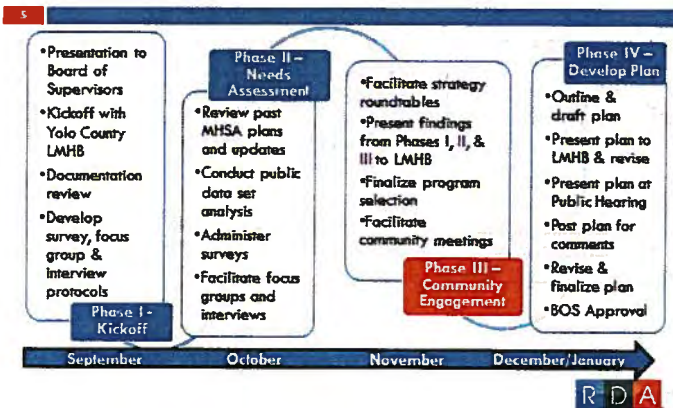 5
•Presentation to
Board of
Supervisors
•Kickoff with
Yolo County
LMHB
•Documentation
review
•Develop
survey, focus
group &
interview
protocols
Phase I -
Kickoff
Phase II –
Needs
Assessment
•Review past
MHSA plans
and updates
•Conduct public
data set
analysis
•Administer
surveys
•Facilitate focus
groups and
interviews
•Facilitate strategy
roundtables
•Present findings
from Phases I, II, &
III to LMHB
•Finalize program
selection
•Facilitate
community meetings
Phase III –
Community
Engagement
Phase IV –
Develop Plan
•Outline &
draft plan
•Present plan to
LMHB & revise
•Present plan at
Public Hearing
•Post plan for
comments
•Revise &
finalize plan
•BOS Approval
September
October
November
December/January
R D A